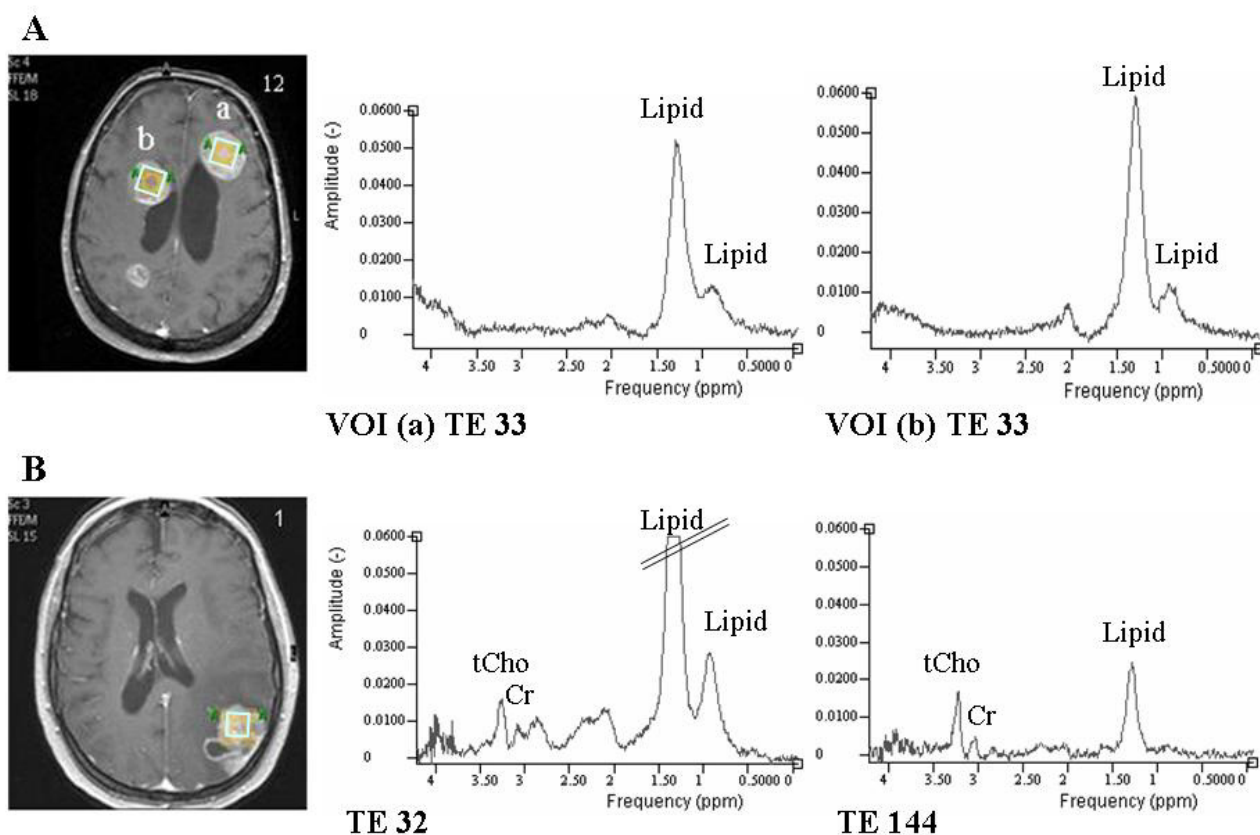 A
Sc 4
FFE/M
SL 18
12
a
b
A
A
A
L
Amplitude (-)
0.0600
0.0500
0.0400
0.0300
0.0200
0.0100
0
Lipid
Lipid
4 3.50 3 2.50 2 1.50 1 0.5000 0
Frequency (ppm)
VOI (a) TE 33
0.0600
0.0500
0.0400
0.0300
0.0200
0.0100
0
Lipid
Lipid
4 3.50 3 2.50 2 1.50 1 0.5000 0
Frequency (ppm)
VOI (b) TE 33
B
Sc 3
FFE/M
SL 15
1
Amplitude (-)
0.0600
0.0500
0.0400
0.0300
0.0200
0.0100
0
Lipid
Lipid
tCho
Cr
4 3.50 3 2.50 2 1.50 1 0.5000 0
Frequency (ppm)
TE 32
0.0600
0.0500
0.0400
0.0300
0.0200
0.0100
0
Lipid
tCho
Cr
4 3.50 3 2.50 2 1.50 1 0.5000 0
Frequency (ppm)
TE 144